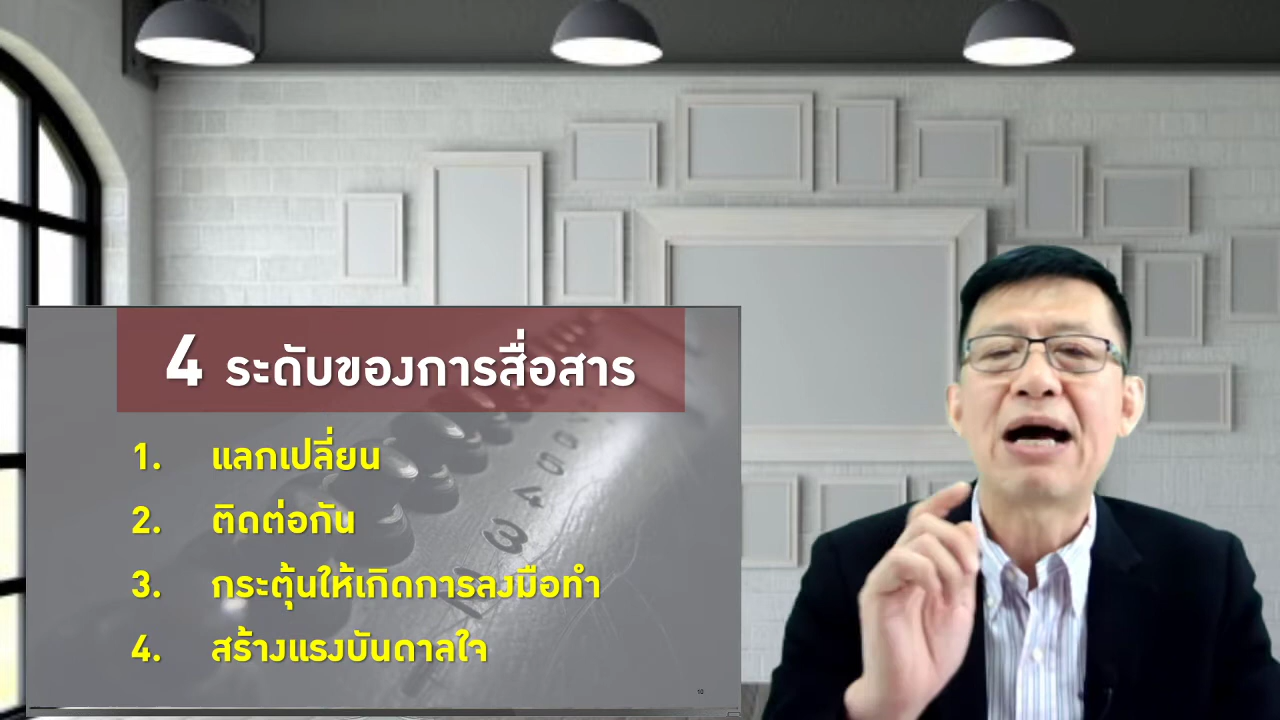 4 ระดับของการสื่อสาร
1. แลกเปลี่ยน
2. ติดต่อกัน
3. กระตุ้นให้เกิดการลงมือทำ
4. สร้างแรงบันดาลใจ